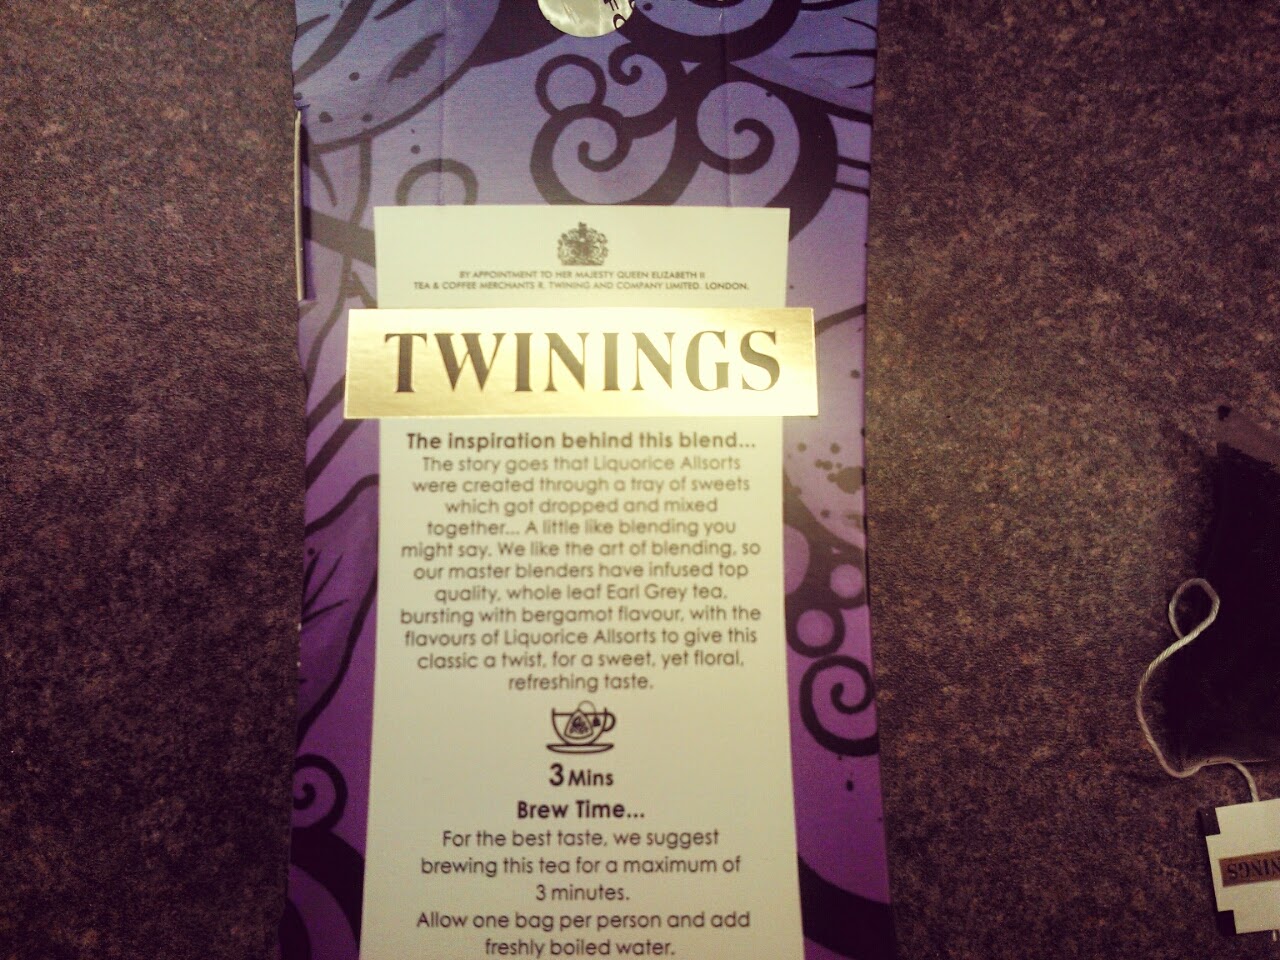 BY APPOINTMENT TO HER MAJESTY QUEEN ELIZABETH II
TEA & COFFEE MERCHANTS R. TWINING AND COMPANY LIMITED. LONDON.
TWININGS
The inspiration behind this blend...
The story goes that Liquorice Allsorts
were created through a tray of sweets
which got dropped and mixed
together... A little like blending you
might say. We like the art of blending, so
our master blenders have infused top
quality, whole leaf Earl Grey tea,
bursting with bergamot flavour, with the
flavours of Liquorice Allsorts to give this
classic a twist, for a sweet, yet floral,
refreshing taste.
3 Mins
Brew Time...
For the best taste, we suggest
brewing this tea for a maximum of
3 minutes.
Allow one bag per person and add
freshly boiled water.
NINGS